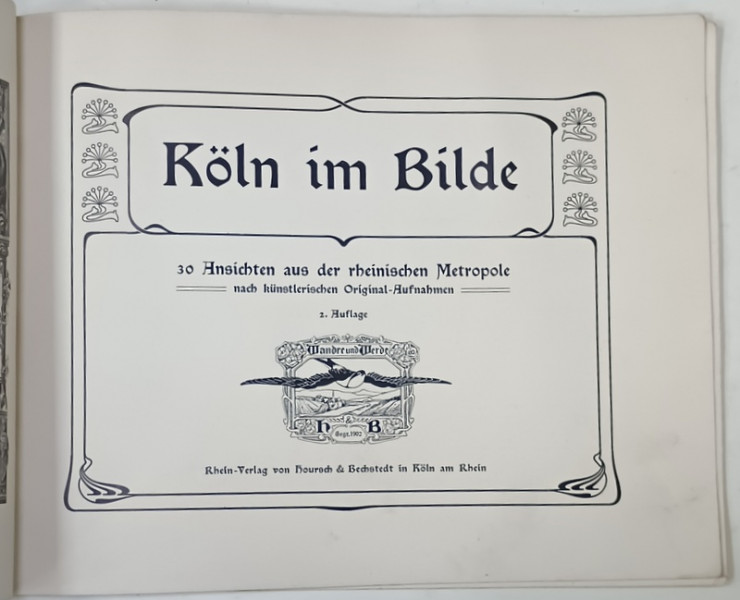 Köln im Bilde
30 Ansichten aus der rheinischen Metropole
nach künstlerischen Original-Aufnahmen
2. Auflage
Wandre und Werde
&
H B
Gegr. 1902
Rhein-Verlag von Hoursch & Bechstedt in Köln am Rhein